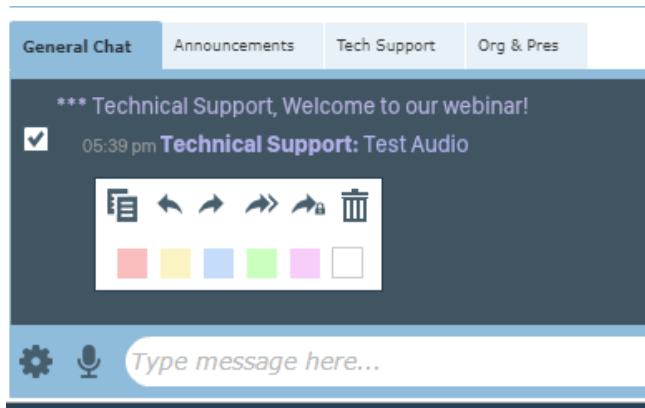 General Chat Announcements Tech Support Org & Pres
*** Technical Support, Welcome to our webinar!
05:39 pm Technical Support: Test Audio
Type message here...